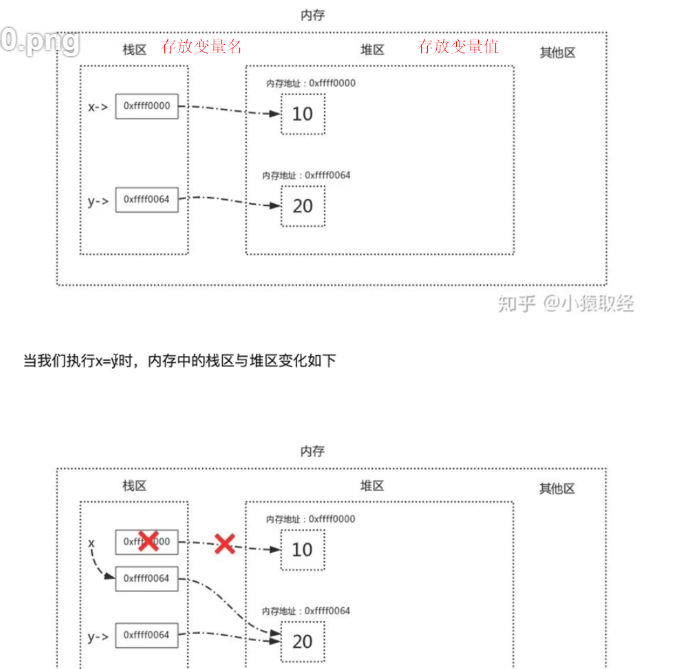 内存
0.png
栈区 存放变量名 堆区 存放变量值 其他区
内存地址：0xffff0000
x-> 0xffff0000 10
内存地址：0xffff0064
y-> 0xffff0064 20
知乎 @小猿取经
当我们执行x=y时，内存中的栈区与堆区变化如下
内存
栈区 堆区 其他区
内存地址：0xffff0000
x 10
0xffff0064
内存地址：0xffff0064
y-> 0xffff0064 20